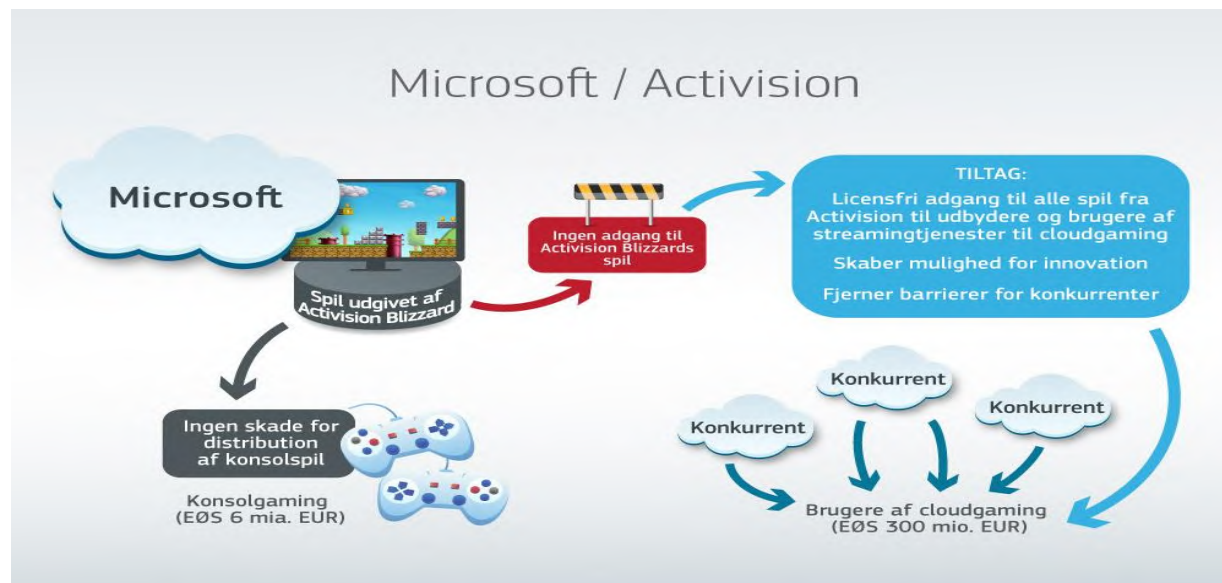 Microsoft / Activision
Microsoft
Spil udgivet af
Activision Blizzard
Ingen adgang til
Activision Blizzards
spil
TILTAG:
Licensfri adgang til alle spil fra
Activision til udbydere og brugere af
streamingtjenester til cloudgaming
Skaber mulighed for innovation
Fjerner barrierer for konkurrenter
Ingen skade for
distribution
af konsolspil
Konsolgaming
(EØS 6 mia. EUR)
Konkurrent
Konkurrent
Konkurrent
Brugere af cloudgaming
(EØS 300 mio. EUR)